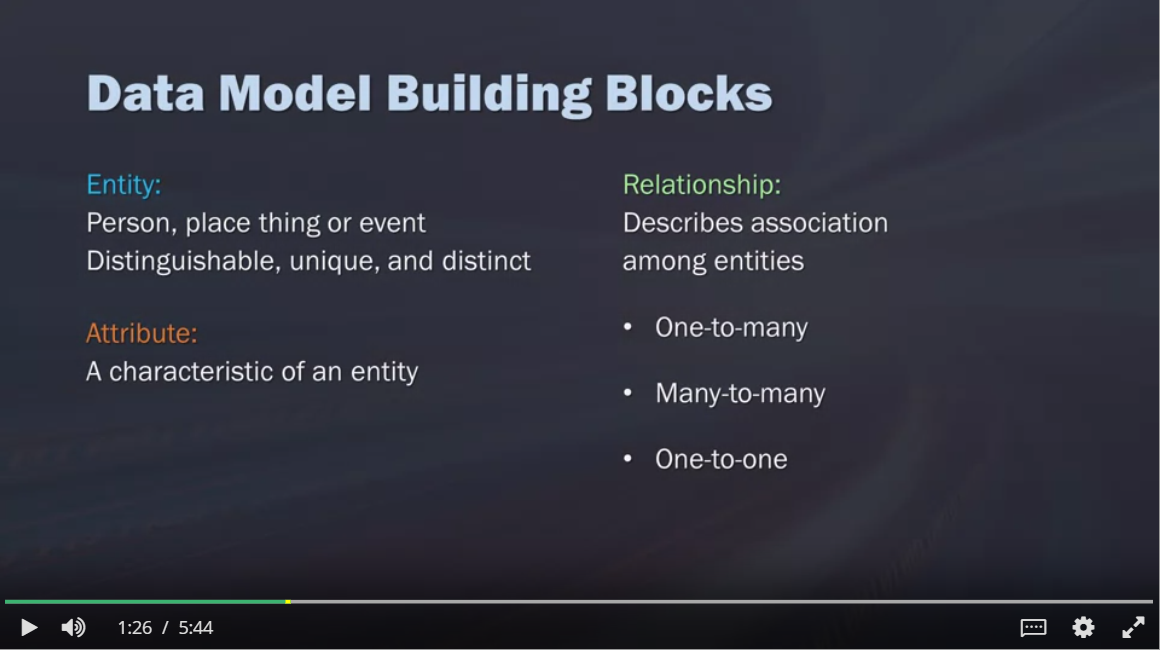 Data Model Building Blocks
Entity:
Person, place thing or event
Distinguishable, unique, and distinct
Attribute:
A characteristic of an entity
Relationship:
Describes association
among entities
• One-to-many
• Many-to-many
• One-to-one
1:26 / 5:44